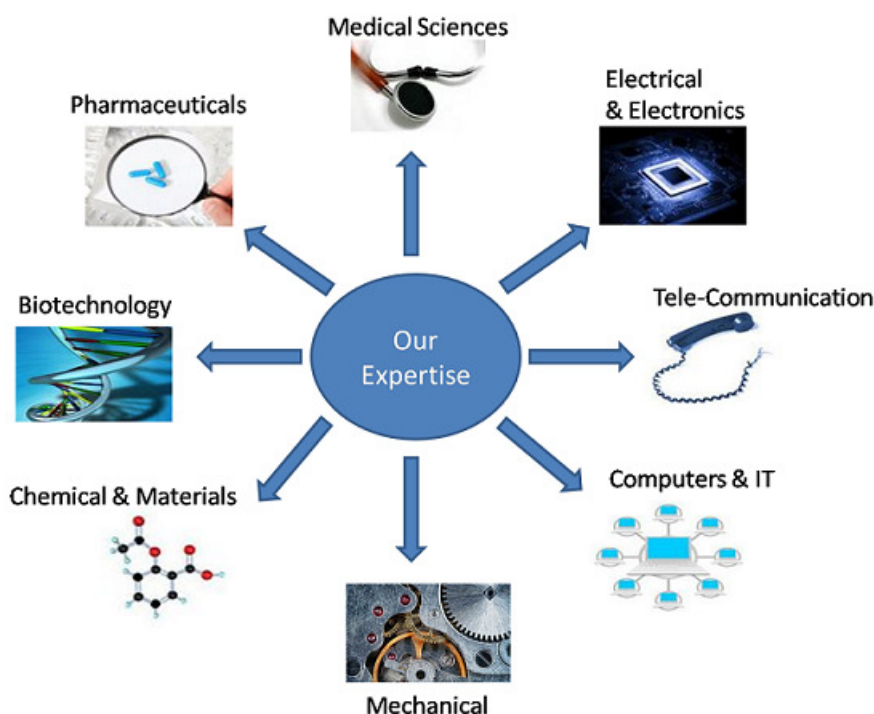 Medical Sciences
Electrical
& Electronics
Pharmaceuticals
Tele-Communication
Biotechnology
Our
Expertise
Computers & IT
Chemical & Materials
Mechanical